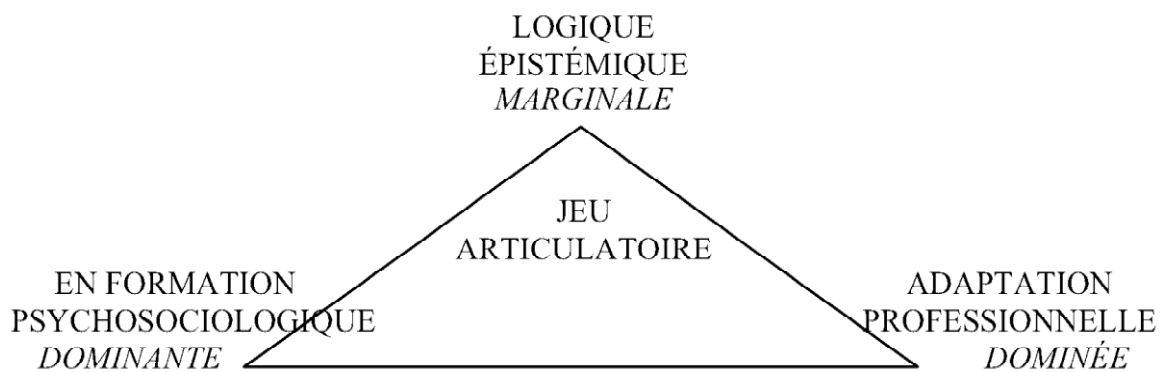 LOGIQUE
ÉPISTÉMIQUE
MARGINALE
JEU
ARTICULATOIRE
EN FORMATION
PSYCHOSOCIOLOGIQUE
DOMINANTE
ADAPTATION
PROFESSIONNELLE
DOMINÉE